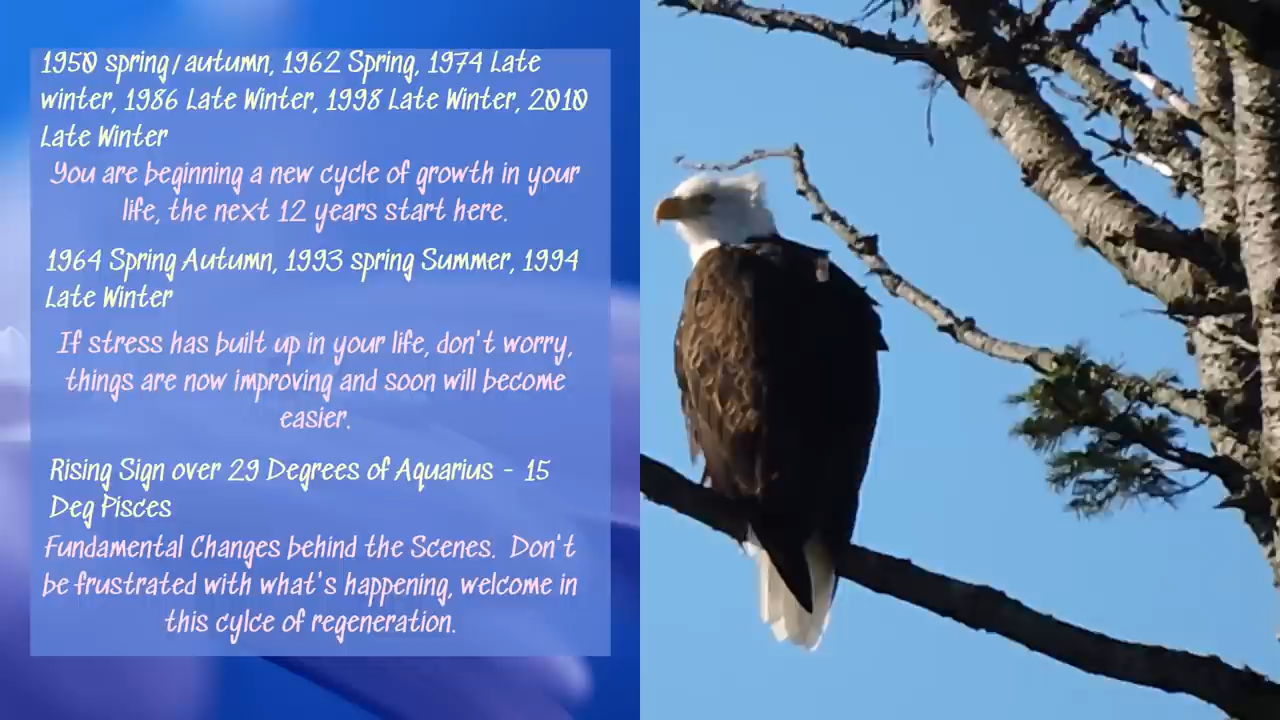 1950 spring/autumn, 1962 Spring, 1974 Late
winter, 1986 Late Winter, 1998 Late Winter, 2010
Late Winter
You are beginning a new cycle of growth in your
life, the next 12 years start here.
1964 Spring Autumn, 1993 spring Summer, 1994
Late Winter
If stress has built up in your life, don't worry,
things are now improving and soon will become
easier.
Rising Sign over 29 Degrees of Aquarius - 15
Deg Pisces
Fundamental Changes behind the Scenes. Don't
be frustrated with what's happening, welcome in
this cylce of regeneration.